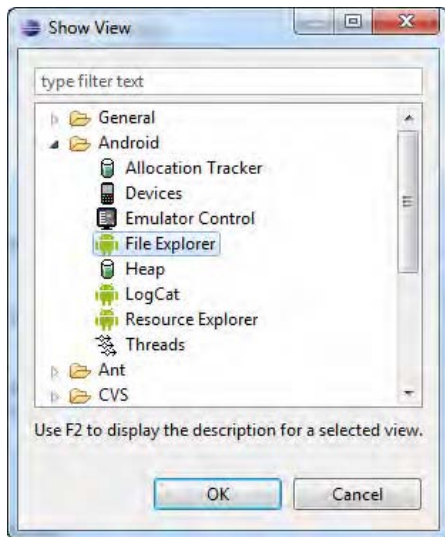 Show View
type filter text
General
Android
Allocation Tracker
Devices
Emulator Control
File Explorer
Heap
LogCat
Resource Explorer
Threads
Ant
CVS
Use F2 to display the description for a selected view.
OK
Cancel